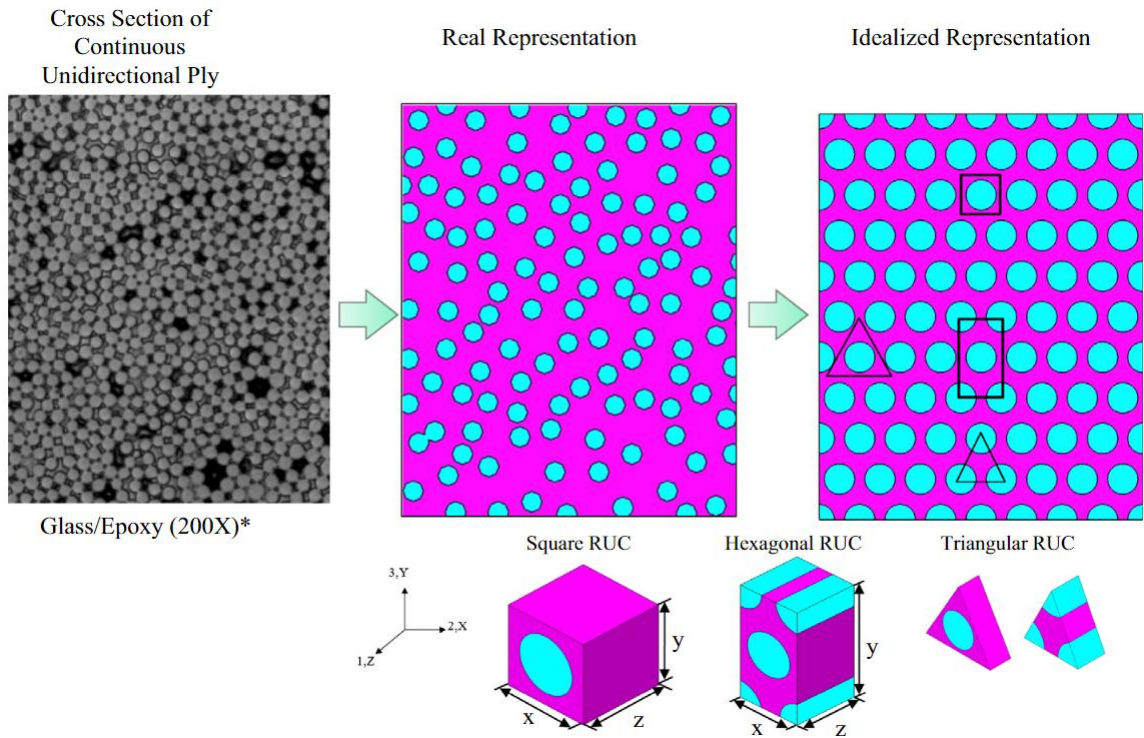 Cross Section of
Continuous
Unidirectional Ply
Real Representation
Idealized Representation
Glass/Epoxy (200X)*
Square RUC
Hexagonal RUC
Triangular RUC
3,Y
2,X
1,Z
y
x
z
y
x
z